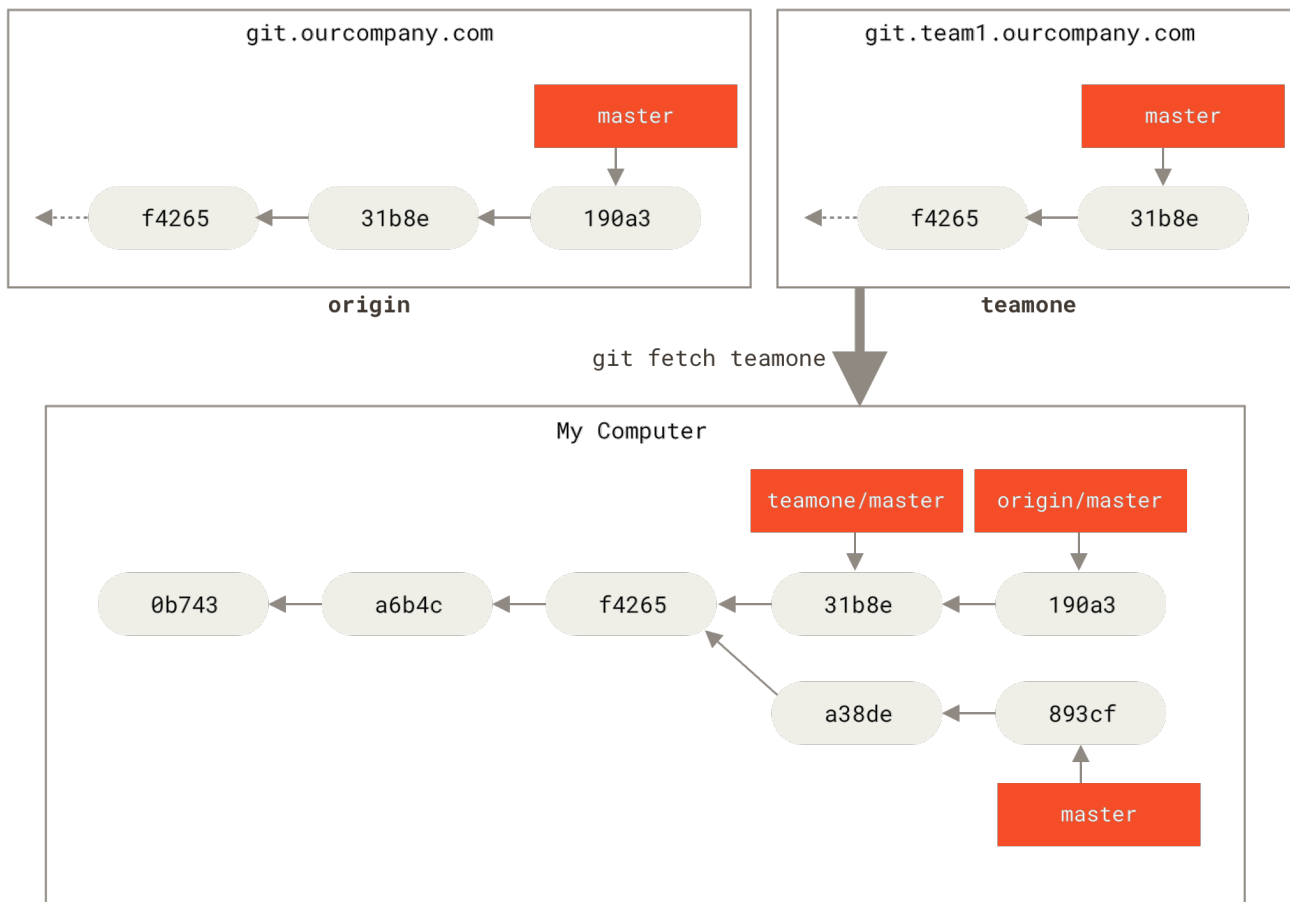 git.ourcompany.com
master
f4265
31b8e
190a3
origin
git.team1.ourcompany.com
master
f4265
31b8e
teamone
git fetch teamone
My Computer
teamone/master
origin/master
0b743
a6b4c
f4265
31b8e
190a3
a38de
893cf
master